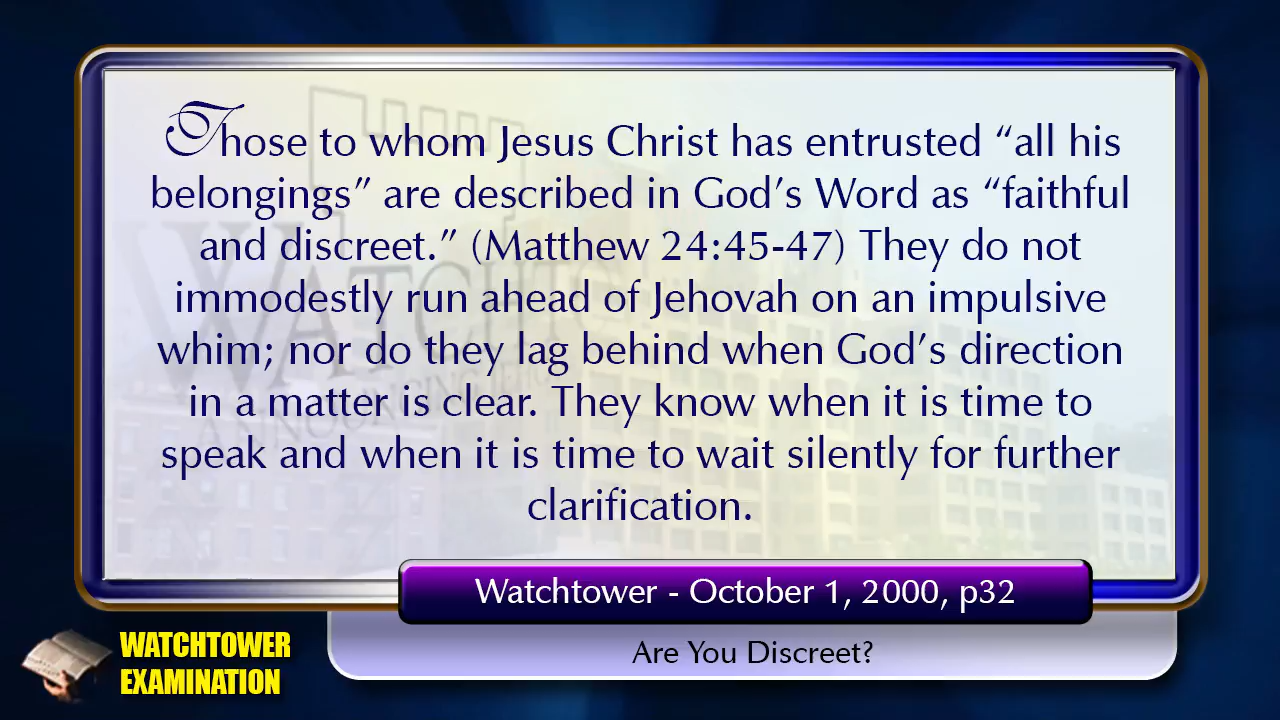 Those to whom Jesus Christ has entrusted “all his
belongings” are described in God’s Word as “faithful
and discreet.” (Matthew 24:45-47) They do not
immodestly run ahead of Jehovah on an impulsive
whim; nor do they lag behind when God’s direction
in a matter is clear. They know when it is time to
speak and when it is time to wait silently for further
clarification.
Watchtower - October 1, 2000, p32
Are You Discreet?
WATCHTOWER
EXAMINATION